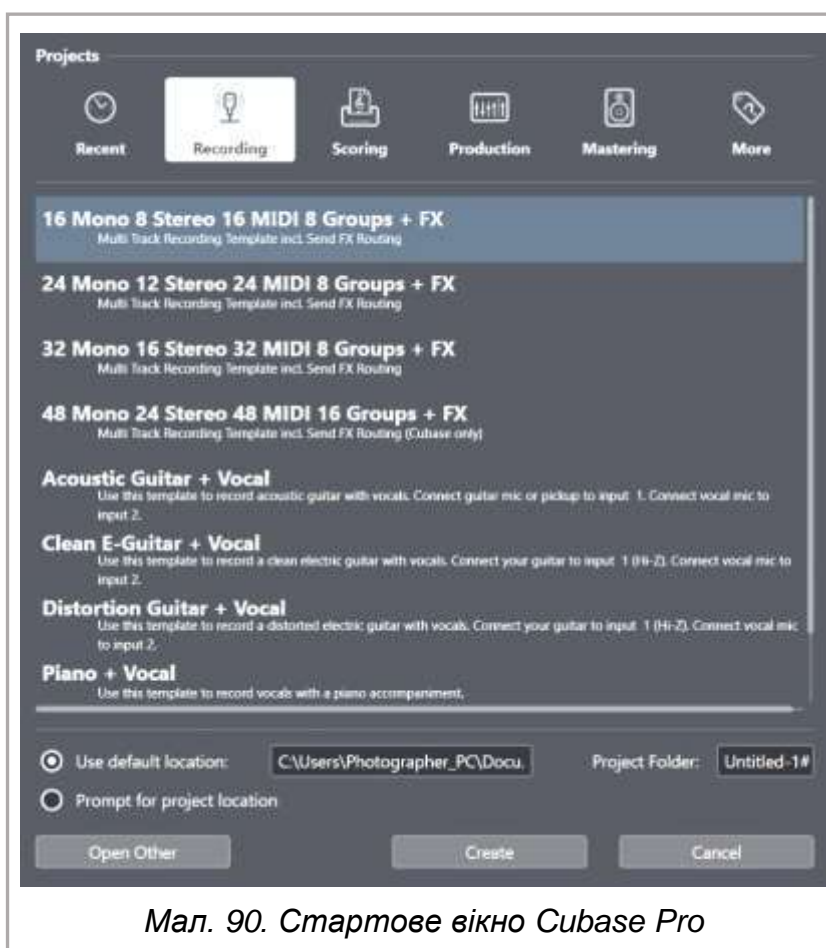 Projects
Recent Recording Scoring Production Mastering More
16 Mono 8 Stereo 16 MIDI 8 Groups + FX
Multi Track Recording Template incl. Send FX Routing
24 Mono 12 Stereo 24 MIDI 8 Groups + FX
Multi Track Recording Template incl. Send FX Routing
32 Mono 16 Stereo 32 MIDI 8 Groups + FX
Multi Track Recording Template incl. Send FX Routing
48 Mono 24 Stereo 48 MIDI 16 Groups + FX
Multi Track Recording Template incl. Send FX Routing (Cubase only)
Acoustic Guitar + Vocal
Use this template to record acoustic guitar with vocals. Connect guitar mic or pickup to input 1. Connect vocal mic to
input 2.
Clean E-Guitar + Vocal
Use this template to record a clean electric guitar with vocals. Connect your guitar to input 1 (Hi-Z). Connect vocal mic to
input 2.
Distortion Guitar + Vocal
Use this template to record a distorted electric guitar with vocals. Connect your guitar to input 1 (Hi-Z). Connect vocal mic
to input 2.
Piano + Vocal
Use this template to record vocals with a piano accompaniment.
Use default location: C:\Users\Photographer_PC\Docu. Project Folder: Untitled-1#
Prompt for project location
Open Other Create Cancel
Мал. 90. Стартове вікно Cubase Pro